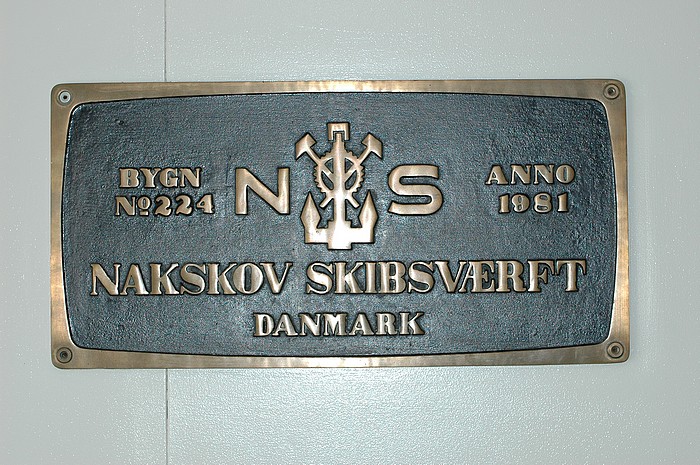 BYGN
№224
N S
ANNO
1981
NAKSKOV SKIBSVÆRFT
DANMARK